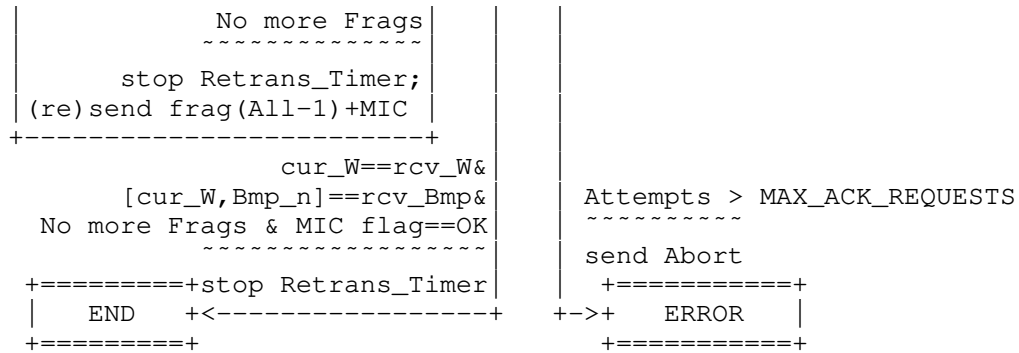 |                     No more Frags|   |   |
|                    ~~~~~~~~~~~~~~|   |   |
|              stop Retrans_Timer;|   |   |
|(re)send frag(All-1)+MIC |   |   |
+-------------------------+   |   |
cur_W==rcv_W&|   |
[cur_W,Bmp_n]==rcv_Bmp&|   | Attempts > MAX_ACK_REQUESTS
No more Frags & MIC flag==OK|   | ~~~~~~~~~~
~~~~~~~~~~~~~~~~~~|   | send Abort
+=========+stop Retrans_Timer|   |  +===========+
|   END   +<-----------------+   +->+   ERROR   |
+=========+                         +===========+